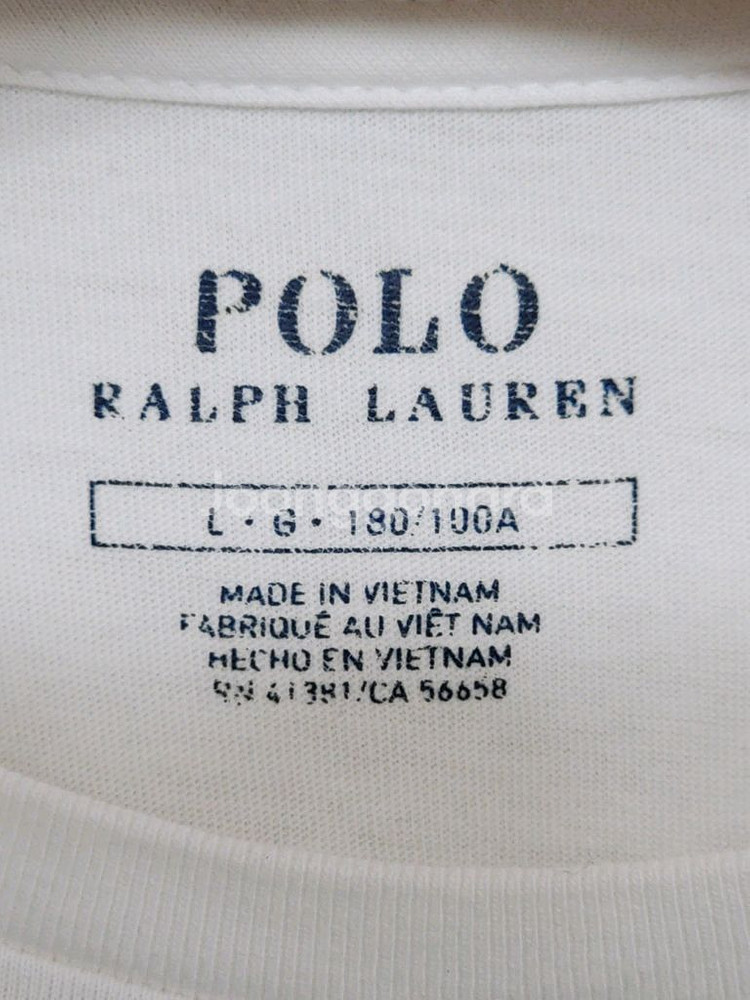 POLO
RALPH LAUREN
L • G • 180/100A
MADE IN VIETNAM
FABRIQUÉ AU VIÊT NAM
HECHO EN VIETNAM
RN 41381/CA 56658